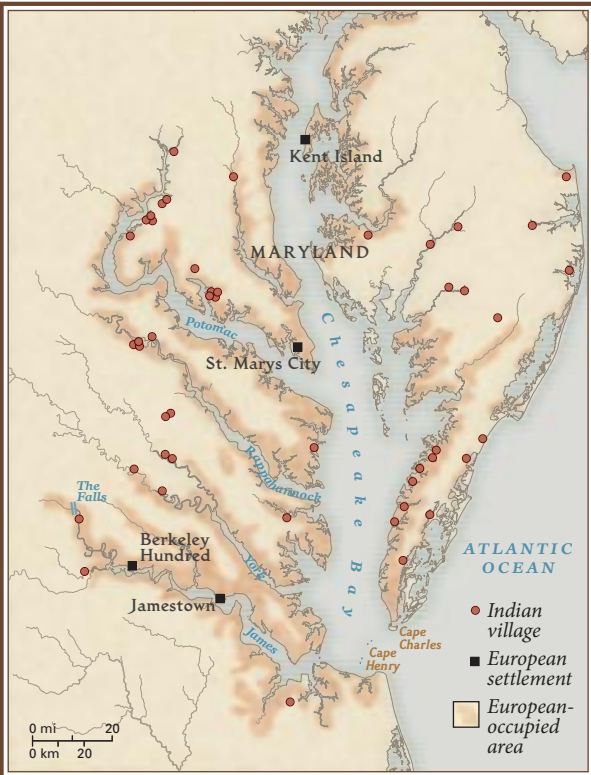 Kent Island
MARYLAND
Potomac
St. Marys City
Chesapeake Bay
Rappahannock
The
Falls
Berkeley
Hundred
York
Jamestown
James
ATLANTIC
OCEAN
Cape
Charles
Cape
Henry
Indian
village
European
settlement
European-
occupied
area
0 mi 20
0 km 20